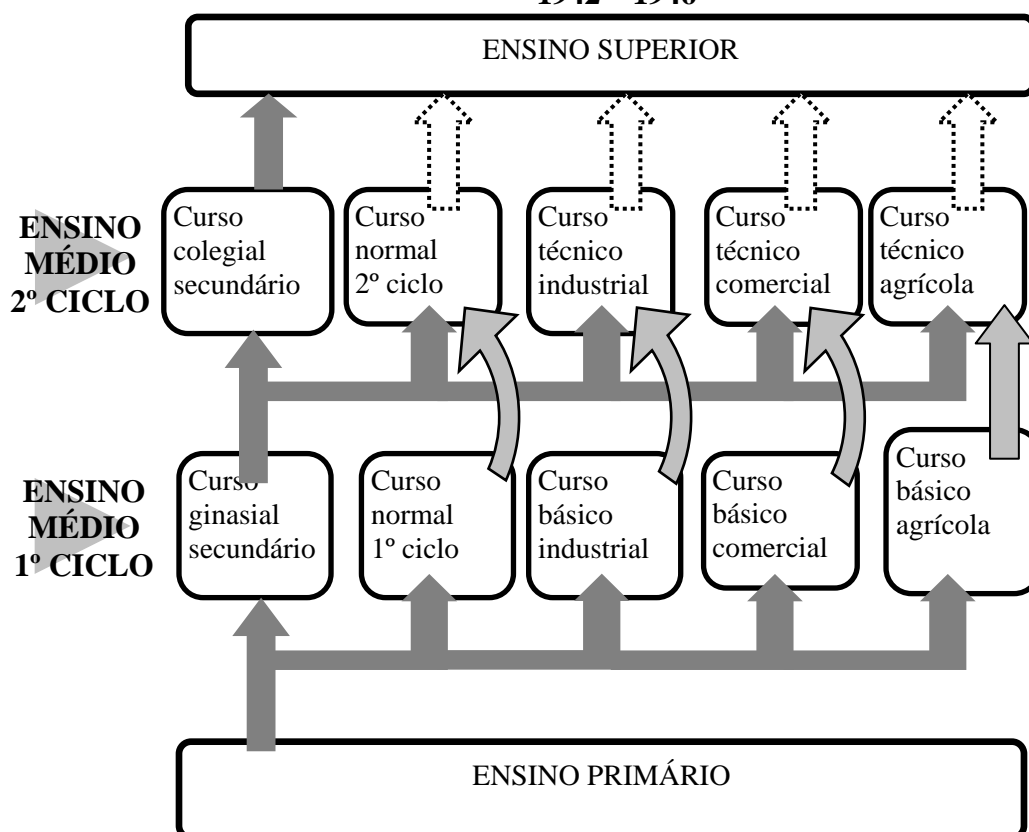 1942 – 1946
ENSINO SUPERIOR
ENSINO
MÉDIO
2º CICLO
Curso
colegial
secundário
Curso
normal
2º ciclo
Curso
técnico
industrial
Curso
técnico
comercial
Curso
técnico
agrícola
ENSINO
MÉDIO
1º CICLO
Curso
ginasial
secundário
Curso
normal
1º ciclo
Curso
básico
industrial
Curso
básico
comercial
Curso
básico
agrícola
ENSINO PRIMÁRIO